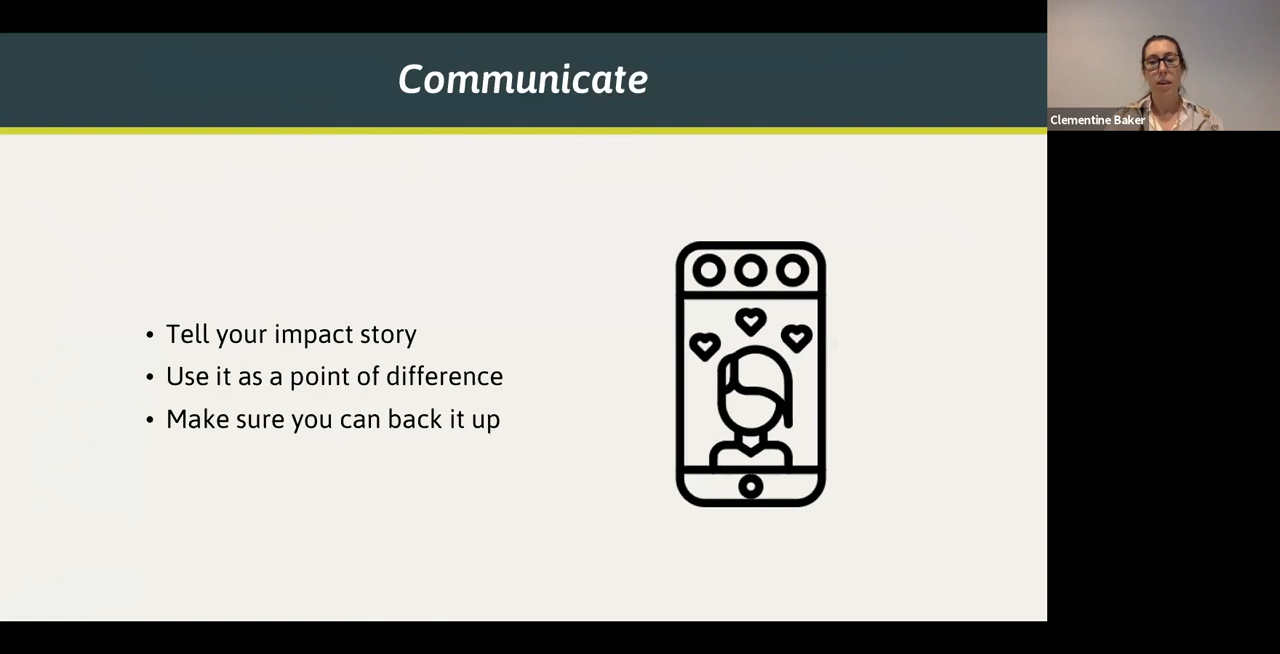 Communicate
Clementine Baker
• Tell your impact story
• Use it as a point of difference
• Make sure you can back it up